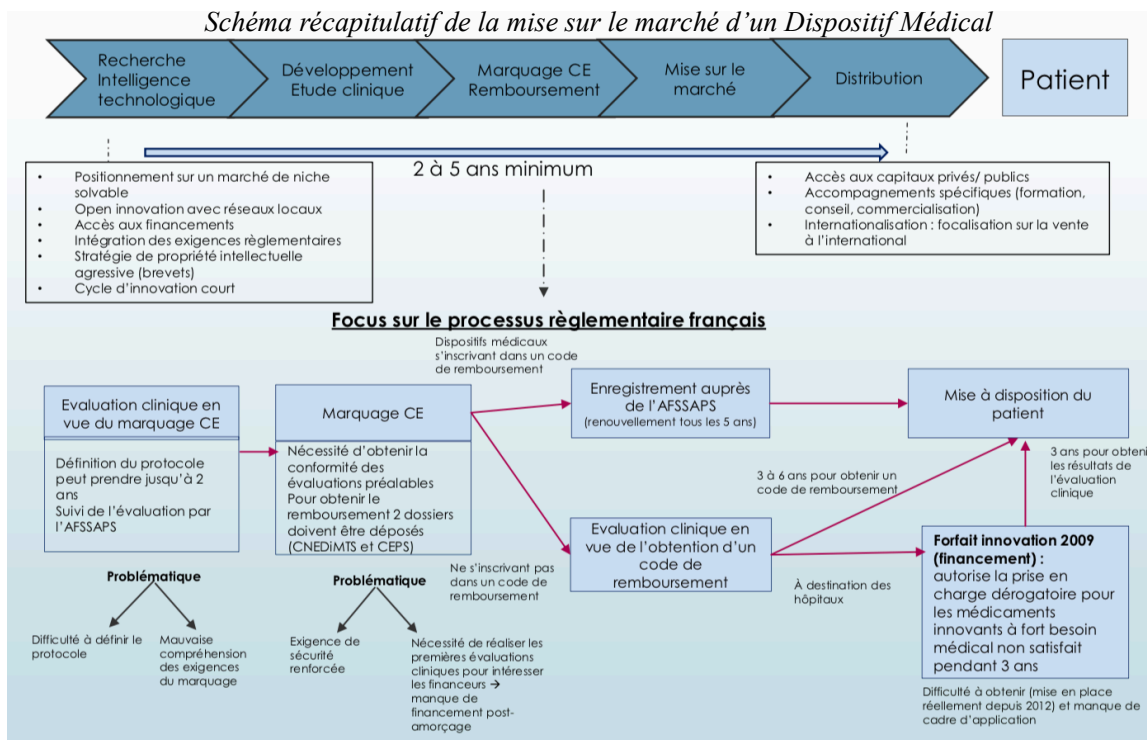 Schéma récapitulatif de la mise sur le marché d'un Dispositif Médical
Recherche
Intelligence
technologique
Développement
Etude clinique
Marquage CE
Remboursement
Mise sur le
marché
Distribution
Patient
2 à 5 ans minimum
• Positionnement sur un marché de niche
solvable
• Open innovation avec réseaux locaux
• Accès aux financements
• Intégration des exigences règlementaires
• Stratégie de propriété intellectuelle
agressive (brevets)
• Cycle d'innovation court
• Accès aux capitaux privés/ publics
• Accompagnements spécifiques (formation,
conseil, commercialisation)
• Internationalisation : focalisation sur la vente
à l'international
Focus sur le processus règlementaire français
Dispositifs médicaux
s'inscrivant dans un code
de remboursement
Evaluation clinique en
vue du marquage CE
Définition du protocole
peut prendre jusqu'à 2
ans
Suivi de l'évaluation par
l'AFSSAPS
Marquage CE
Nécessité d'obtenir la
conformité des
évaluations préalables
Pour obtenir le
remboursement 2 dossiers
doivent être déposés
(CNEDiMTS et CEPS)
Enregistrement auprès
de l'AFSSAPS
(renouvellement tous les 5 ans)
Mise à disposition du
patient
3 à 6 ans pour obtenir un
code de remboursement
3 ans pour obtenir
les résultats de
l'évaluation
clinique
Evaluation clinique en
vue de l'obtention d'un
code de
remboursement
Ne s'inscrivant pas
dans un code de
remboursement
À destination des
hôpitaux
Forfait innovation 2009
(financement) :
autorise la prise en
charge dérogatoire pour
les médicaments
innovants à fort besoin
médical non satisfait
pendant 3 ans
Difficulté à obtenir (mise en place
réellement depuis 2012) et manque de
cadre d'application
Problématique
Difficulté à définir le
protocole
Mauvaise
compréhension
des exigences
du marquage
Problématique
Exigence de
sécurité
renforcée
Nécessité de réaliser les
premières évaluations
cliniques pour intéresser
les financeurs →
manque de
financement post-
amorçage